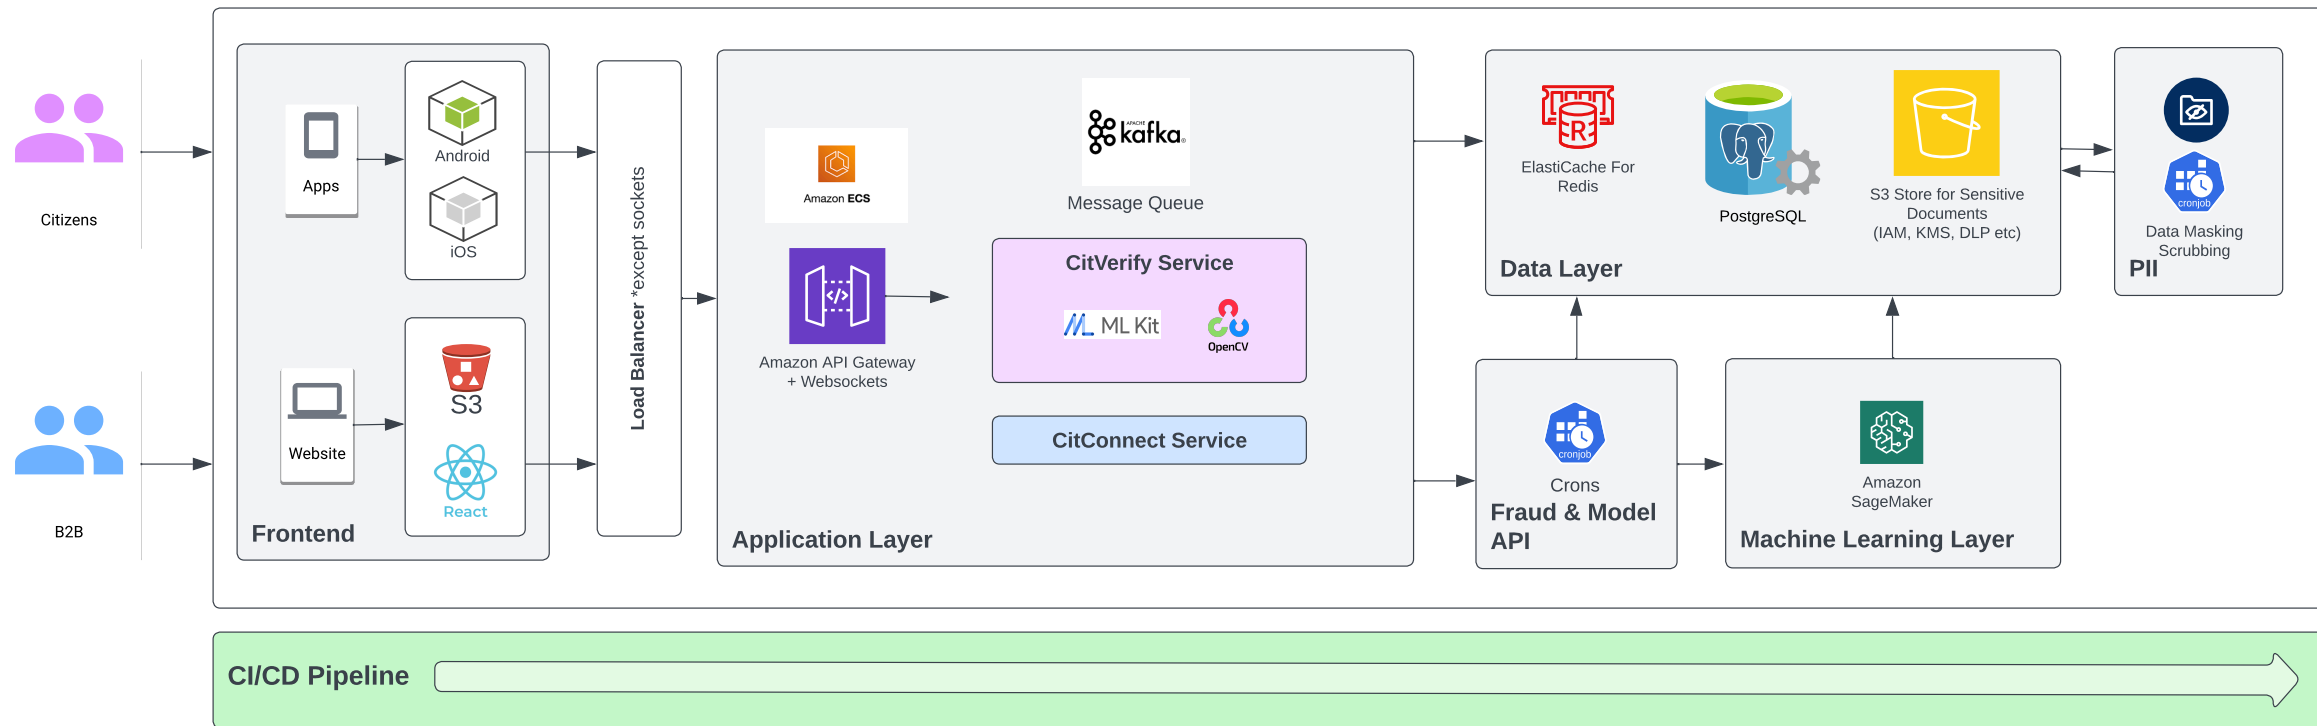 Citizens
B2B
Apps
Android
iOS
Website
S3
React
Frontend
Load Balancer *except sockets
Amazon ECS
Amazon API Gateway
+ Websockets
APACHE
kafka®
Message Queue
CitVerify Service
ML Kit
OpenCV
CitConnect Service
Application Layer
R
ElastiCache For
Redis
PostgreSQL
S3 Store for Sensitive
Documents
(IAM, KMS, DLP etc)
Data Layer
cronjob
Data Masking
Scrubbing
PII
cronjob
Crons
Fraud & Model
API
Amazon
SageMaker
Machine Learning Layer
CI/CD Pipeline